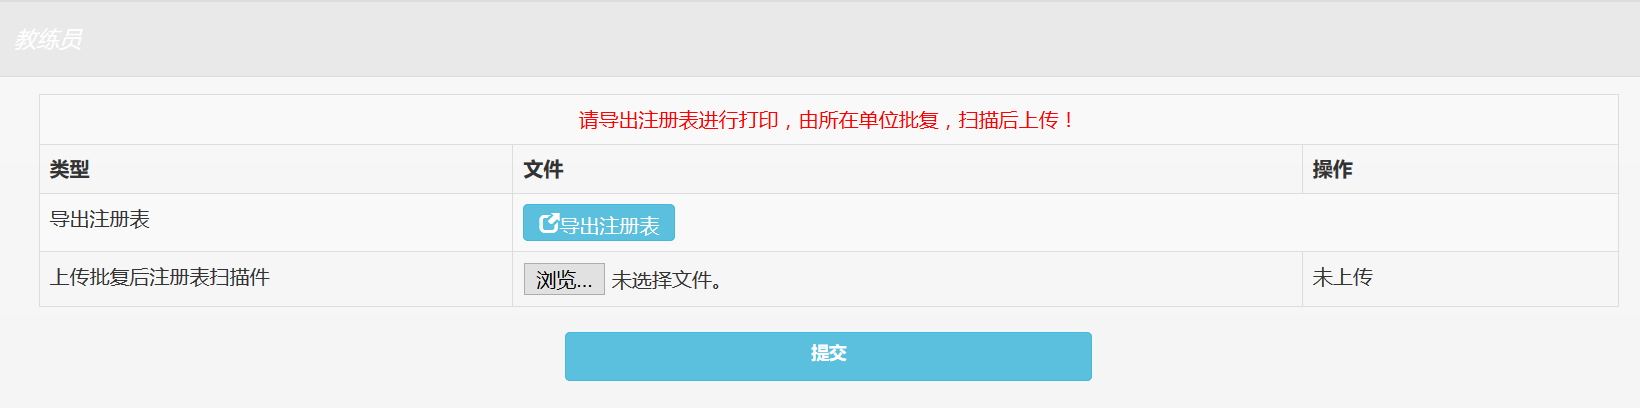 教练员
请导出注册表进行打印，由所在单位批复，扫描后上传！
类型 文件 操作
导出注册表 导出注册表
上传批复后注册表扫描件 浏览... 未选择文件。 未上传
提交